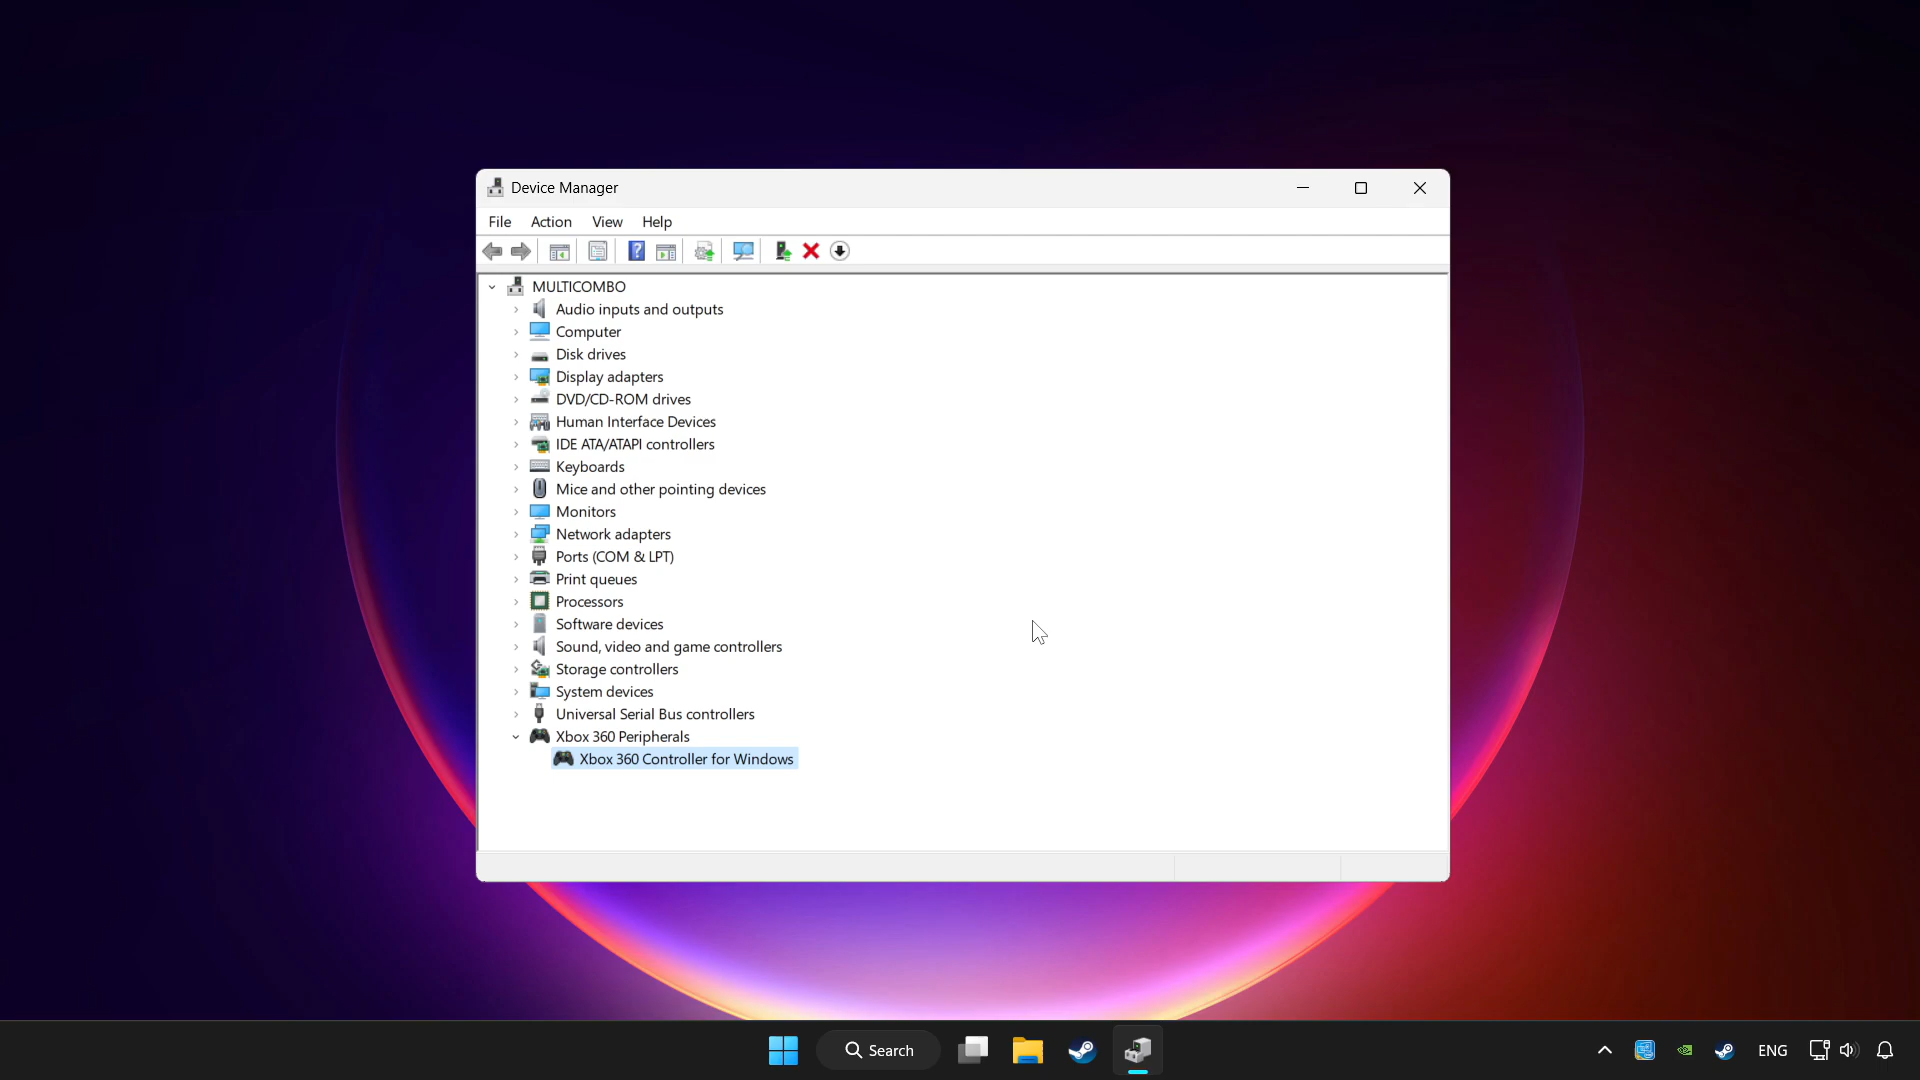 Device Manager
File Action View Help
MULTICOMBO
Audio inputs and outputs
Computer
Disk drives
Display adapters
DVD/CD-ROM drives
Human Interface Devices
IDE ATA/ATAPI controllers
Keyboards
Mice and other pointing devices
Monitors
Network adapters
Ports (COM & LPT)
Print queues
Processors
Software devices
Sound, video and game controllers
Storage controllers
System devices
Universal Serial Bus controllers
Xbox 360 Peripherals
Xbox 360 Controller for Windows
Search
ENG